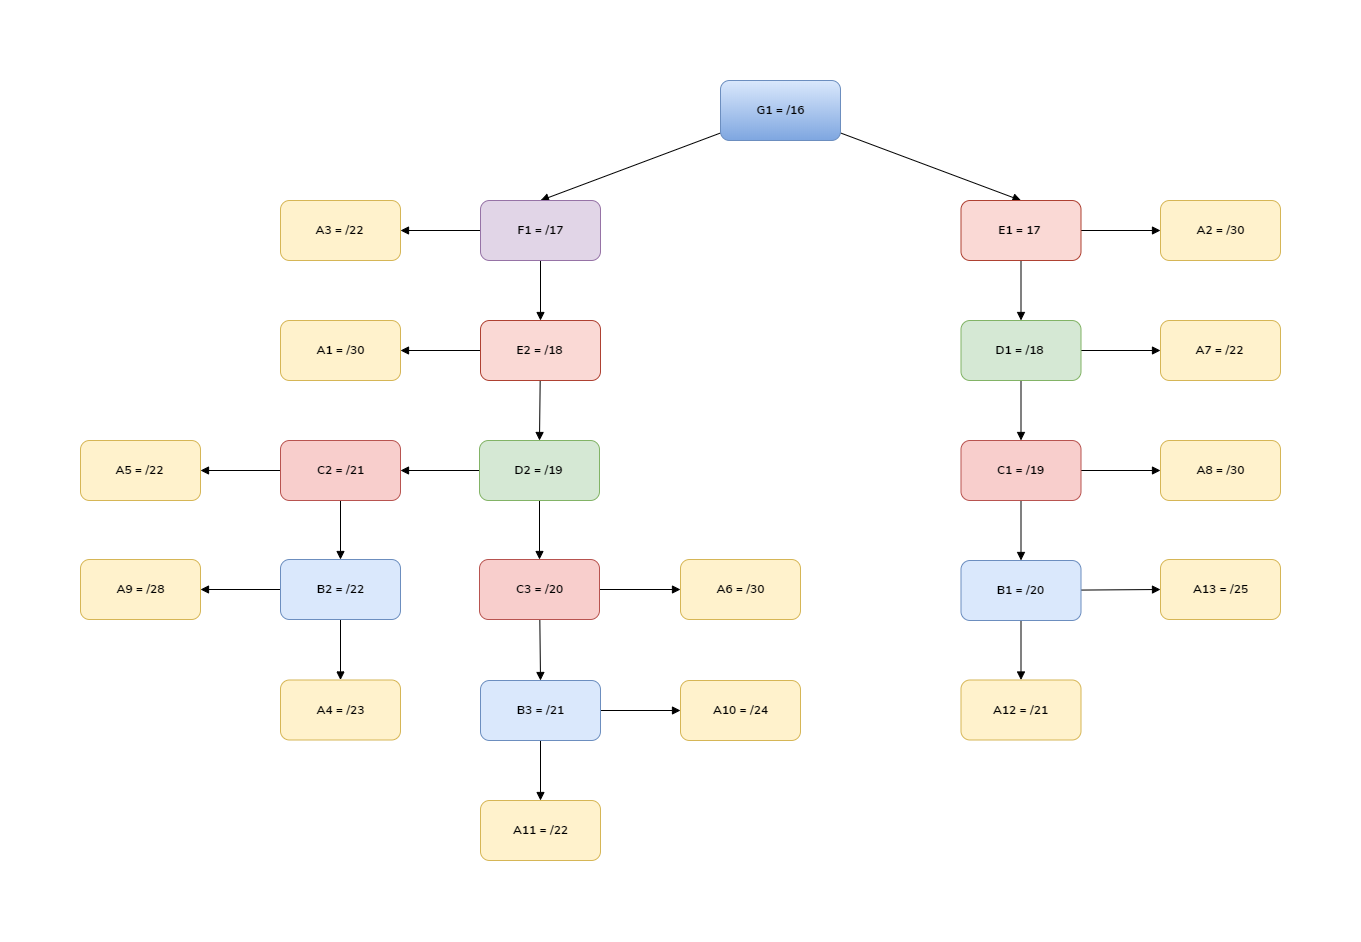 G1 = /16
A3 = /22
F1 = /17
E1 = 17
A2 = /30
A1 = /30
E2 = /18
D1 = /18
A7 = /22
A5 = /22
C2 = /21
D2 = /19
C1 = /19
A8 = /30
A9 = /28
B2 = /22
C3 = /20
A6 = /30
B1 = /20
A13 = /25
A4 = /23
B3 = /21
A10 = /24
A12 = /21
A11 = /22